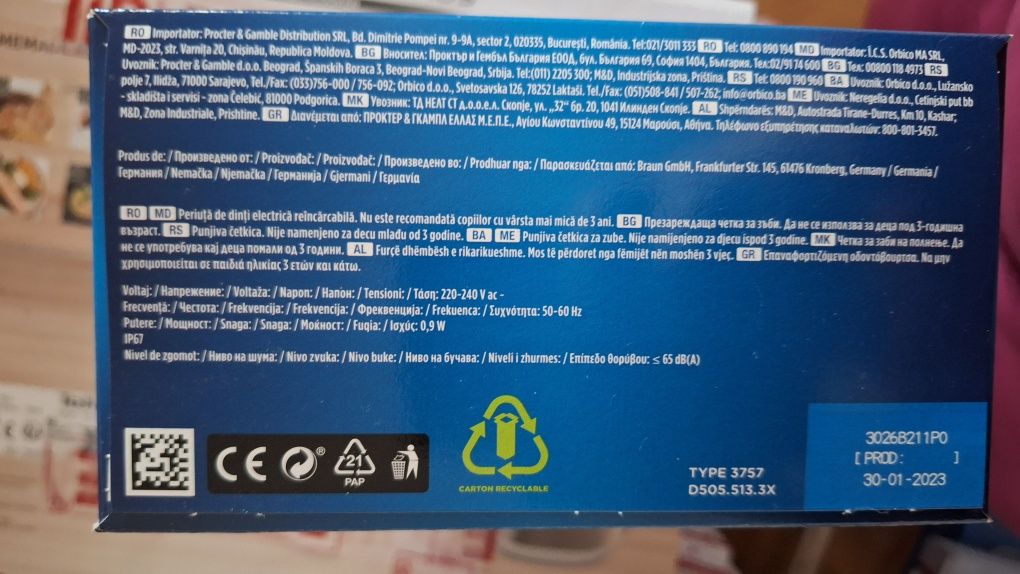 RO Importator: Procter & Gamble Distribution SRL, Bd. Dimitrie Pompei nr. 9-9A, sector 2, 020335, București, România. Tel:021/3011 333 RO Tel: 0800 890 194 MD Importator: Î.C.S. Orbico MA SRL,
MD-2023, str. Varnița 20, Chișinău, Republica Moldova. BG Вносител: Проктър и Гембъл България ЕООД, бул. България 69, София 1404, България. Тел:02/91 74 600 BG Тел: 00800 118 4973 RS
Uvoznik: Procter & Gamble d.o.o. Beograd, Španskih Boraca 3, Beograd-Novi Beograd, Srbija. Tel:(011) 2205 300; M&D, Industrijska zona, Priština. RS Tel: 0800 190 960 BA Uvoznik: Orbico d.o.o., Lužansko
polje 7, Ilidža, 71000 Sarajevo, Tel./Fax: (033)756-000 / 756-092; Orbico d.o.o., Svetosavska 126, 78252 Laktaši. Tel./Fax: (051)508-841 / 507-262; info@orbico.ba ME Uvoznik: Neregelia d.o.o., Cetinjski put bb
- skladišta i servisi - zona Čelebić, 81000 Podgorica. MK Увозник: ТД НЕАТ СТ д.о.о.е.л. Скопје, ул. „32“ бр. 20, 1041 Илинден Скопје. AL Shpërndarës: M&D, Autostrada Tirane-Durres, Km 10, Kashar;
M&D, Zona Industriale, Prishtine. GR Διανέμεται από: ΠΡΟΚΤΕΡ & ΓΚΑΜΠΛ ΕΛΛΑΣ Μ.Ε.Π.Ε., Αγίου Κωνσταντίνου 49, 15124 Μαρούσι, Αθήνα. Τηλέφωνο εξυπηρέτησης καταναλωτών: 800-801-3457.
Produs de: / Произведено от: / Proizvođač: / Proizvođač: / Произведено во: / Prodhuar nga: / Παρασκευάζεται από: Braun GmbH, Frankfurter Str. 145, 61476 Kronberg, Germany / Germania /
Германия / Nemačka / Njemačka / Германија / Gjermani / Γερμανία
RO MD Periuță de dinți electrică reîncărcabilă. Nu este recomandată copiilor cu vârsta mai mică de 3 ani. BG Презареждаща четка за зъби. Да не се използва за деца под 3-годишна
възраст. RS Punjiva četkica. Nije namenjeno za decu mlađu od 3 godine. BA ME Punjiva četkica za zube. Nije namijenjeno za djecu ispod 3 godine. MK Четка за заби на полнење. Да
не се употребува кај деца помали од 3 години. AL Furçë dhëmbësh e rikarikueshme. Mos të përdoret nga fëmijët nën moshën 3 vjeç. GR Επαναφορτιζόμενη οδοντόβουρτσα. Να μην
χρησιμοποιείται σε παιδιά ηλικίας 3 ετών και κάτω.
Voltaj: / Напрежение: / Voltaža: / Napon: / Напон: / Tensioni: / Τάση: 220-240 V ac ~
Frecvență: / Честота: / Frekvencija: / Frekvencija: / Фреквенција: / Frekuenca: / Συχνότητα: 50-60 Hz
Putere: / Мощност: / Snaga: / Snaga: / Моќност: / Fuqia: / Ισχύς: 0,9 W
IP67
Nivel de zgomot: / Ниво на шума: / Nivo zvuka: / Nivo buke: / Ниво на бучава: / Niveli i zhurmes: / Επίπεδο θορύβου: ≤ 65 dB(A)
CE
®
21
PAP
CARTON RECYCLABLE
TYPE 3757
D505.513.3X
3026B211P0
[ PROD: ]
30-01-2023